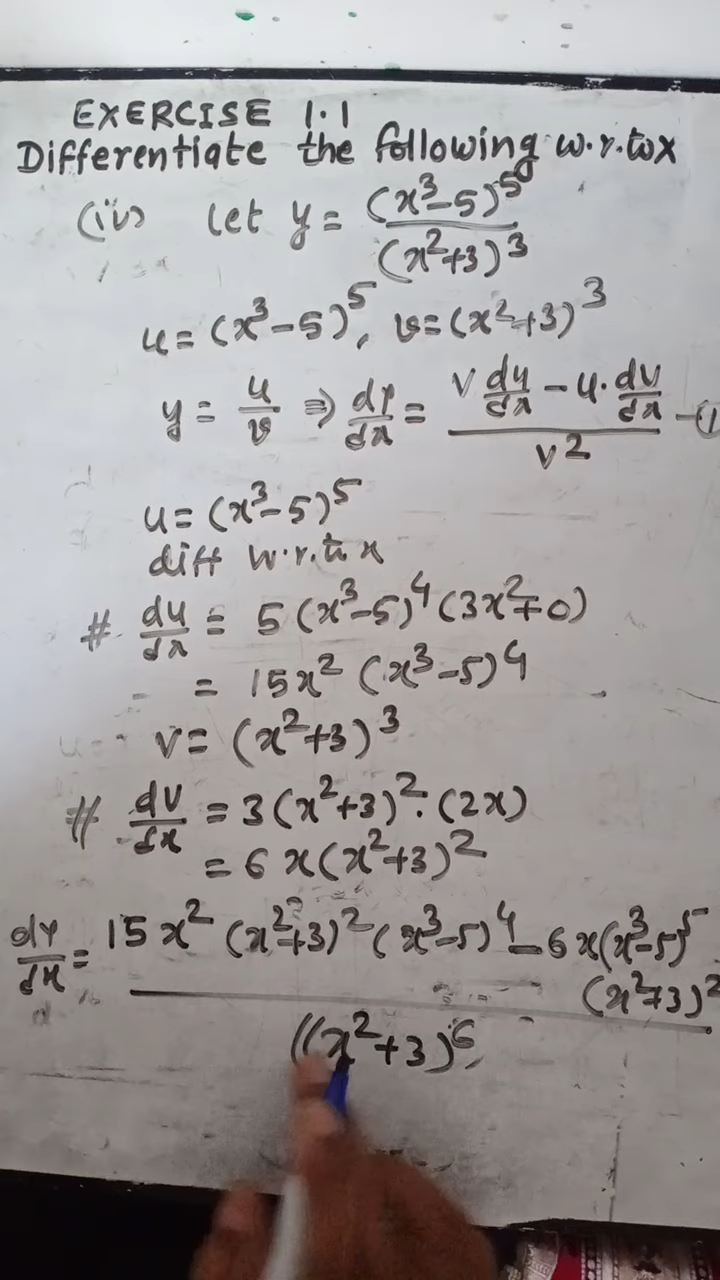 EXERCISE 1.1
Differentiate the following w.r.to x
(iv) Let y = (x³-5)⁵/(x²+3)³
u = (x³-5)⁵, v = (x²+3)³
y = u/v ⇒ dy/dx = (v du/dx - u. dv/dx)/v² - ①
u = (x³-5)⁵
diff w.r.to x
# du/dx = 5(x³-5)⁴(3x²+0)
= 15x² (x³-5)⁴
v = (x²+3)³
# dv/dx = 3(x²+3)². (2x)
= 6x(x²+3)²
dy/dx = 15x² (x²+3)² (x³-5)⁴ - 6x(x³-5)⁵
(x²+3)²
((x²+3)⁶